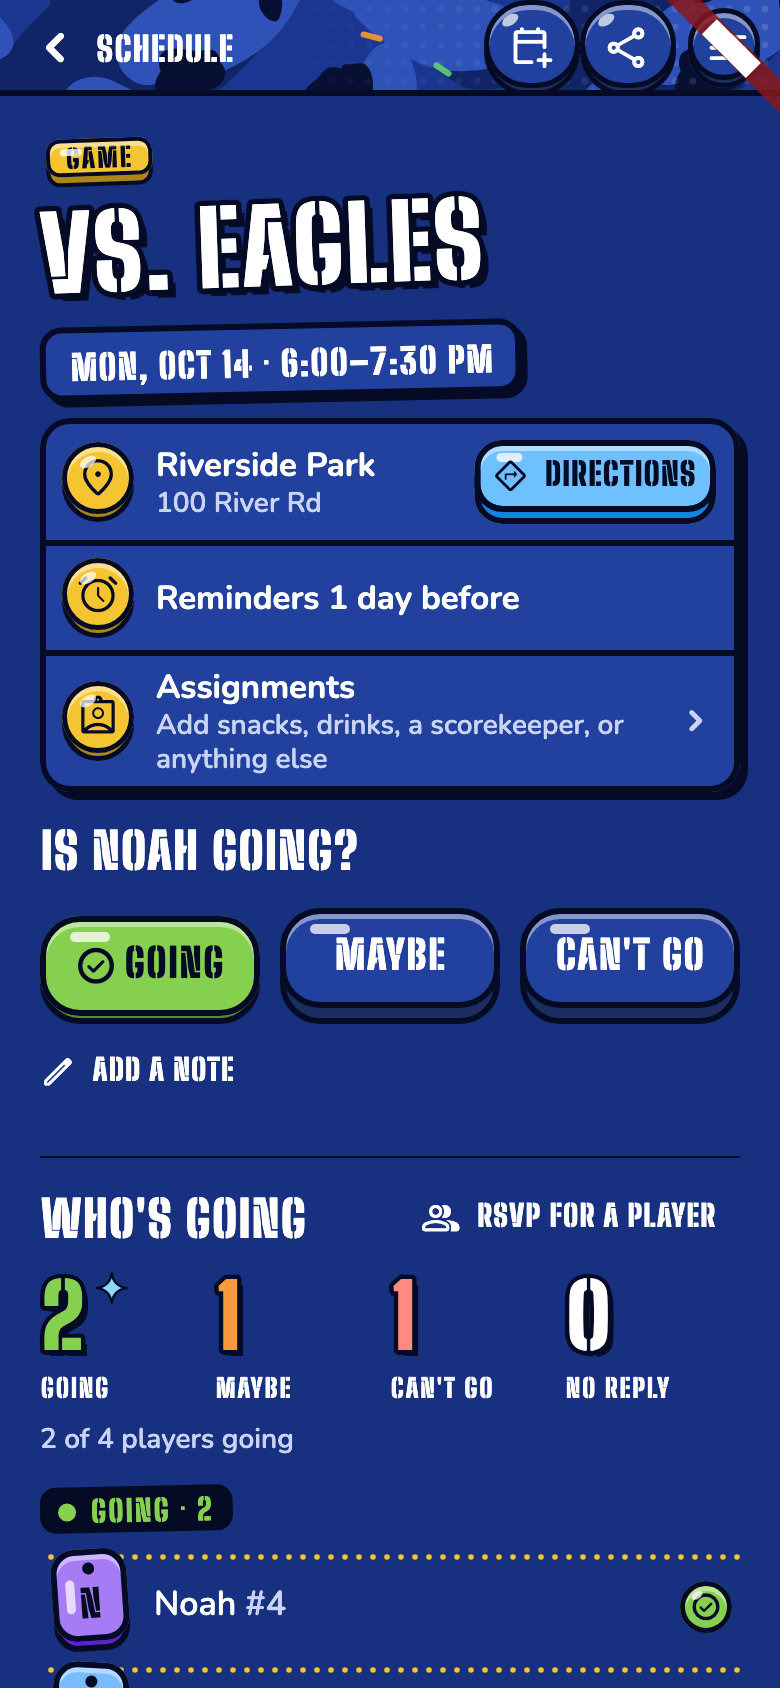 SCHEDULE
GAME
VS. EAGLES
MON, OCT 14 · 6:00–7:30 PM
Riverside Park
100 River Rd
DIRECTIONS
Reminders 1 day before
Assignments
Add snacks, drinks, a scorekeeper, or
anything else
IS NOAH GOING?
GOING
MAYBE
CAN'T GO
ADD A NOTE
WHO'S GOING
RSVP FOR A PLAYER
2
1
1
0
GOING
MAYBE
CAN'T GO
NO REPLY
2 of 4 players going
GOING · 2
N
Noah #4